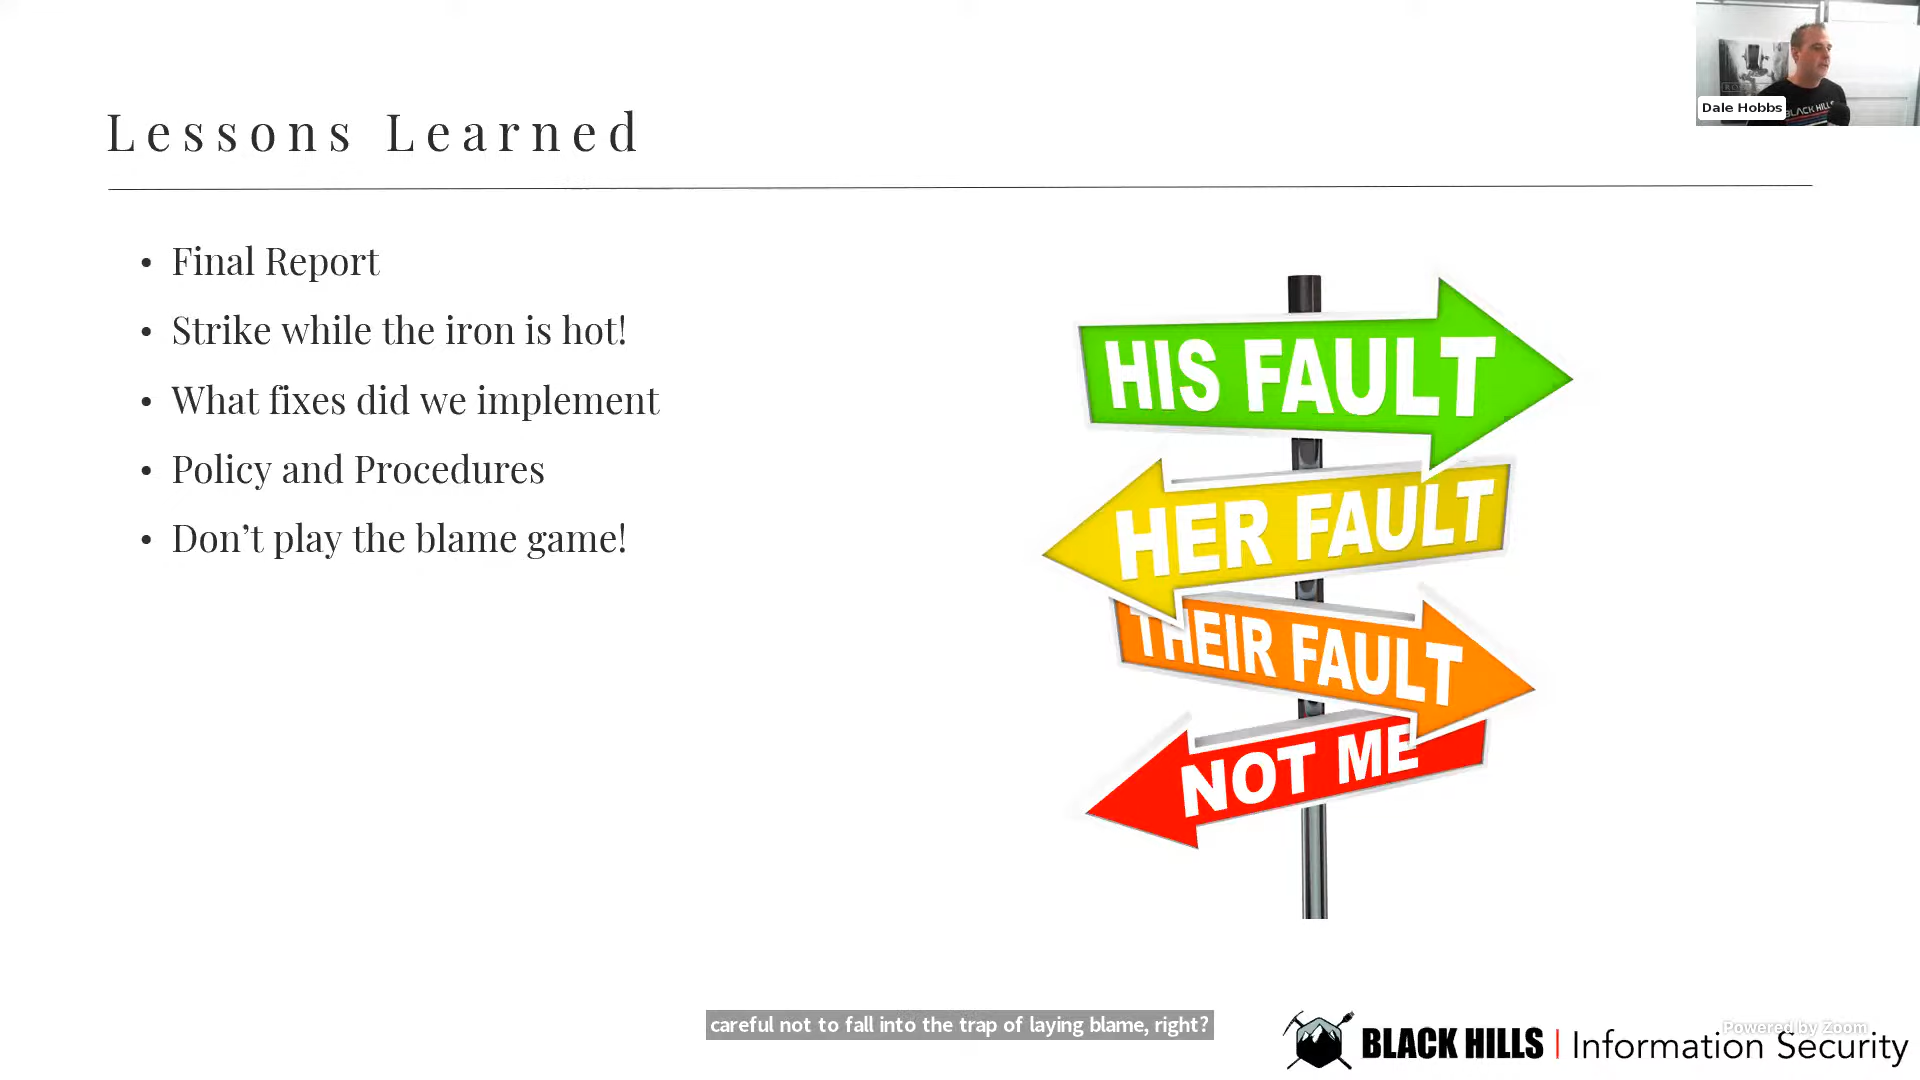 Lessons Learned
Dale Hobbs
BLACK HILLS
• Final Report
• Strike while the iron is hot!
• What fixes did we implement
• Policy and Procedures
• Don’t play the blame game!
HIS FAULT
HER FAULT
THEIR FAULT
NOT ME
careful not to fall into the trap of laying blame, right?
Powered by Zoom
BLACK HILLS | Information Security